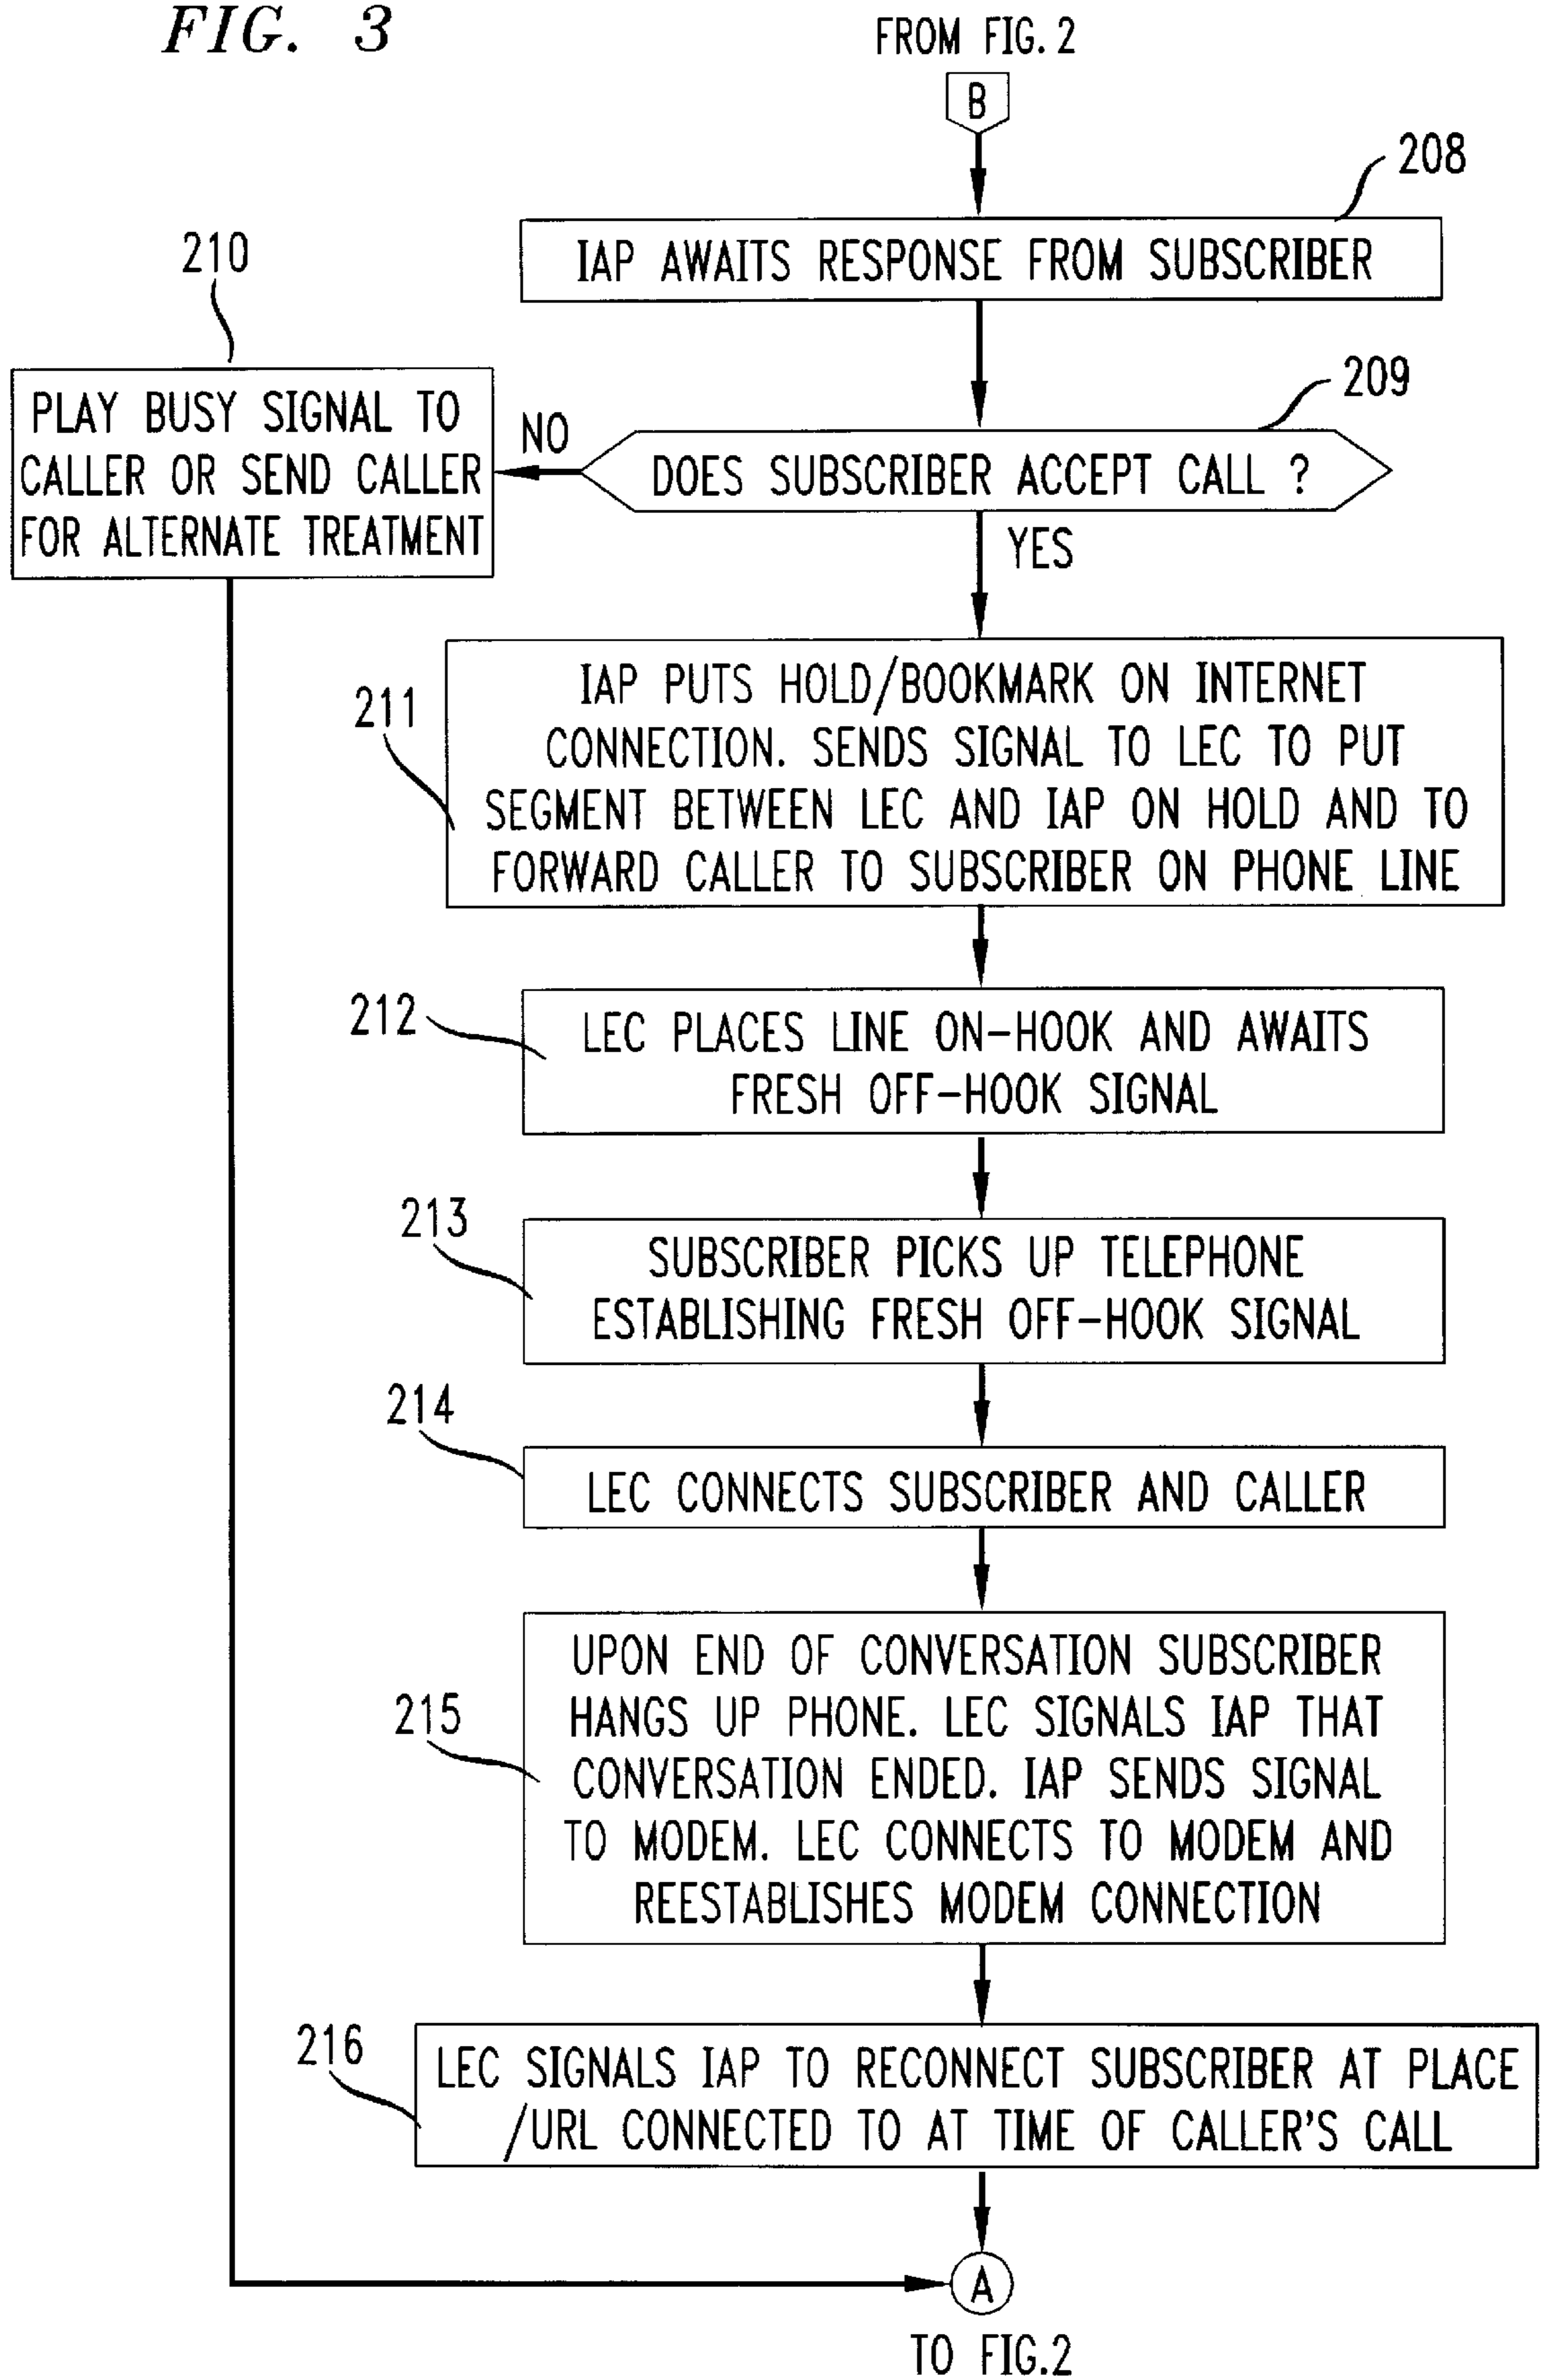 FIG. 3
FROM FIG. 2
B
208
IAP AWAITS RESPONSE FROM SUBSCRIBER
210
209
PLAY BUSY SIGNAL TO
CALLER OR SEND CALLER
FOR ALTERNATE TREATMENT
NO
DOES SUBSCRIBER ACCEPT CALL ?
YES
211
IAP PUTS HOLD/BOOKMARK ON INTERNET
CONNECTION. SENDS SIGNAL TO LEC TO PUT
SEGMENT BETWEEN LEC AND IAP ON HOLD AND TO
FORWARD CALLER TO SUBSCRIBER ON PHONE LINE
212
LEC PLACES LINE ON-HOOK AND AWAITS
FRESH OFF-HOOK SIGNAL
213
SUBSCRIBER PICKS UP TELEPHONE
ESTABLISHING FRESH OFF-HOOK SIGNAL
214
LEC CONNECTS SUBSCRIBER AND CALLER
215
UPON END OF CONVERSATION SUBSCRIBER
HANGS UP PHONE. LEC SIGNALS IAP THAT
CONVERSATION ENDED. IAP SENDS SIGNAL
TO MODEM. LEC CONNECTS TO MODEM AND
REESTABLISHES MODEM CONNECTION
216
LEC SIGNALS IAP TO RECONNECT SUBSCRIBER AT PLACE
/URL CONNECTED TO AT TIME OF CALLER'S CALL
A
TO FIG.2